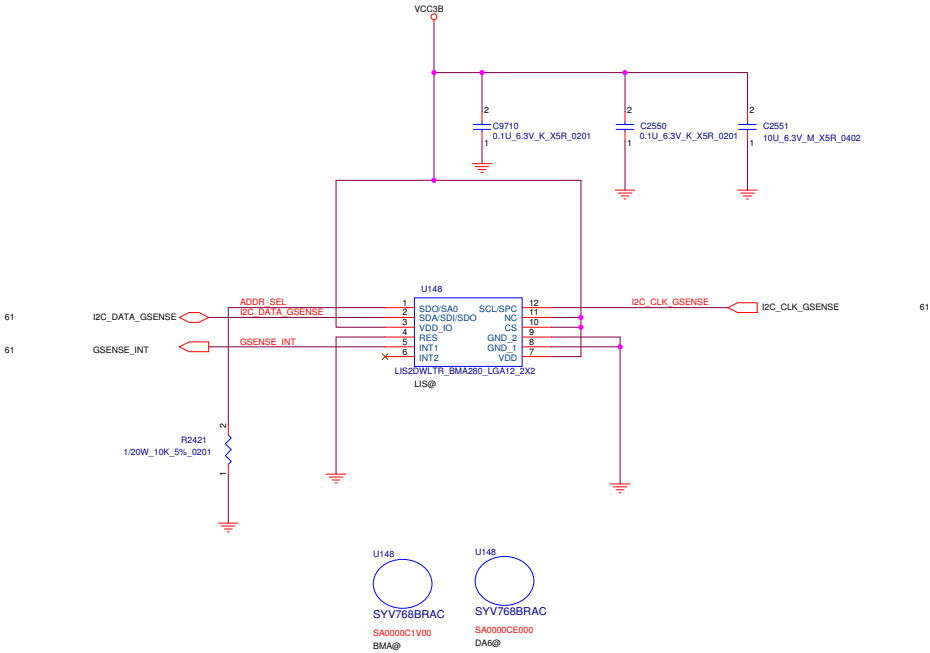 VCC3B
2
2
2
C9710
0.1U_6.3V_K_X5R_0201
1
C2550
0.1U_6.3V_K_X5R_0201
1
C2551
10U_6.3V_M_X5R_0402
1
U148
61
I2C_DATA_GSENSE
ADDR_SEL
I2C_DATA_GSENSE
61
GSENSE_INT
GSENSE_INT
1
2
3
4
5
6
SDO/SA0
SDA/SDI/SDO
VDD_IO
RES
INT1
INT2
SCL/SPC
NC
CS
GND_2
GND_1
VDD
12
11
10
9
8
7
I2C_CLK_GSENSE
I2C_CLK_GSENSE
61
LIS2DWLTR_BMA280_LGA12_2X2
LIS@
2
R2421
1/20W_10K_5%_0201
1
U148
SYV768BRAC
SA0000C1V00
BMA@
U148
SYV768BRAC
SA0000CE000
DA6@